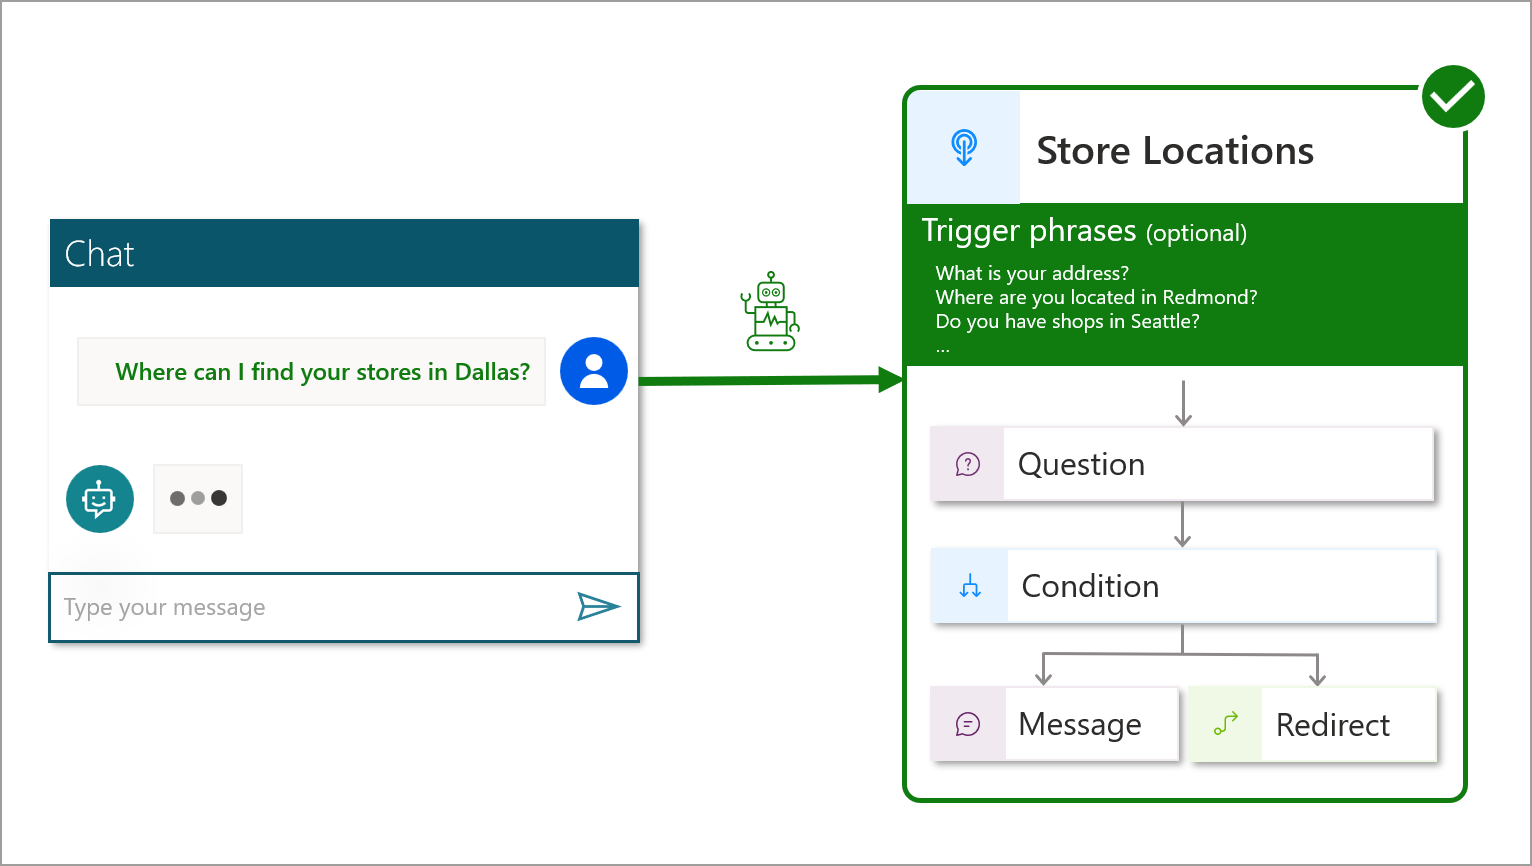 Chat
Where can I find your stores in Dallas?
Type your message
Store Locations
Trigger phrases (optional)
What is your address?
Where are you located in Redmond?
Do you have shops in Seattle?
...
Question
Condition
Message
Redirect